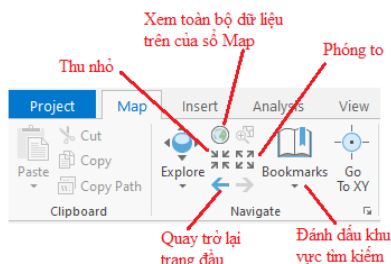 Xem toàn bộ dữ liệu
trên của sổ Map
Phóng to
Thu nhỏ
Project Map Insert Analysis View
Cut
Copy
Copy Path
Paste
Explore
Bookmarks
Go
To XY
Clipboard
Navigate
Quay trở lại
trang đầu
Đánh dấu khu
vực tìm kiếm